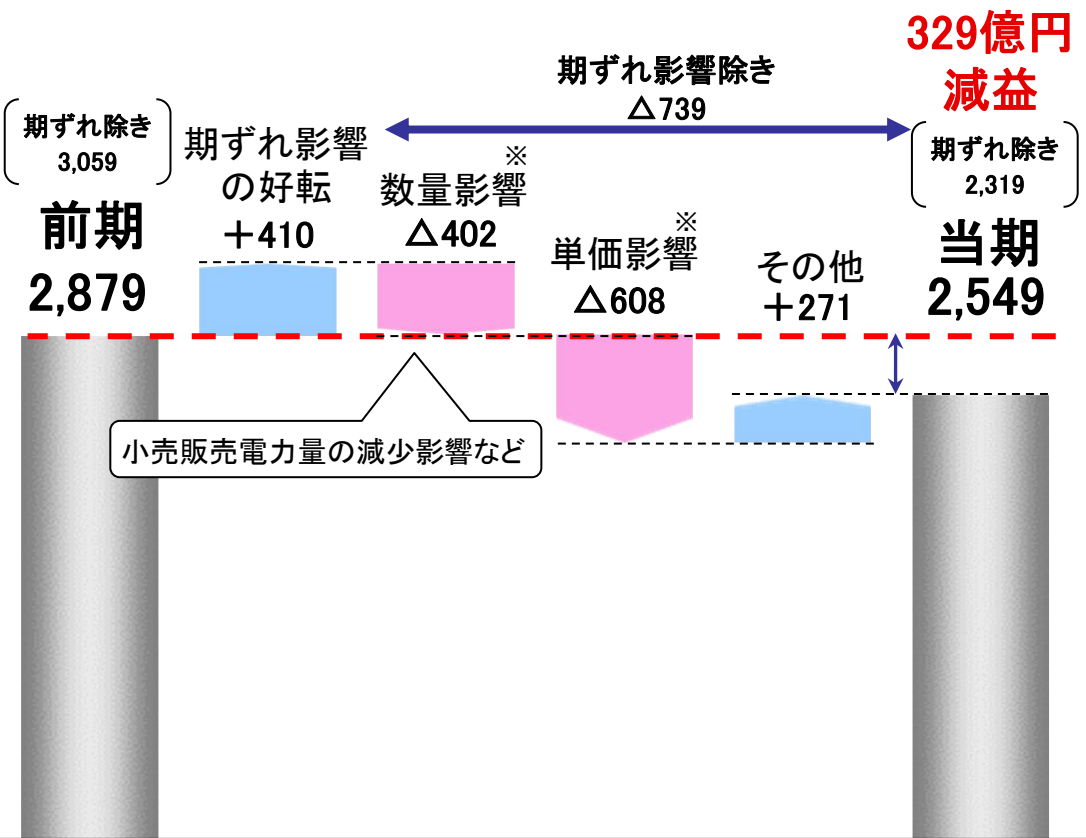 329億円
減益
期ずれ影響除き
△739
期ずれ除き
3,059
前期
2,879
期ずれ影響
の好転
＋410
※
数量影響
△402
※
単価影響
△608
その他
＋271
期ずれ除き
2,319
当期
2,549
小売販売電力量の減少影響など